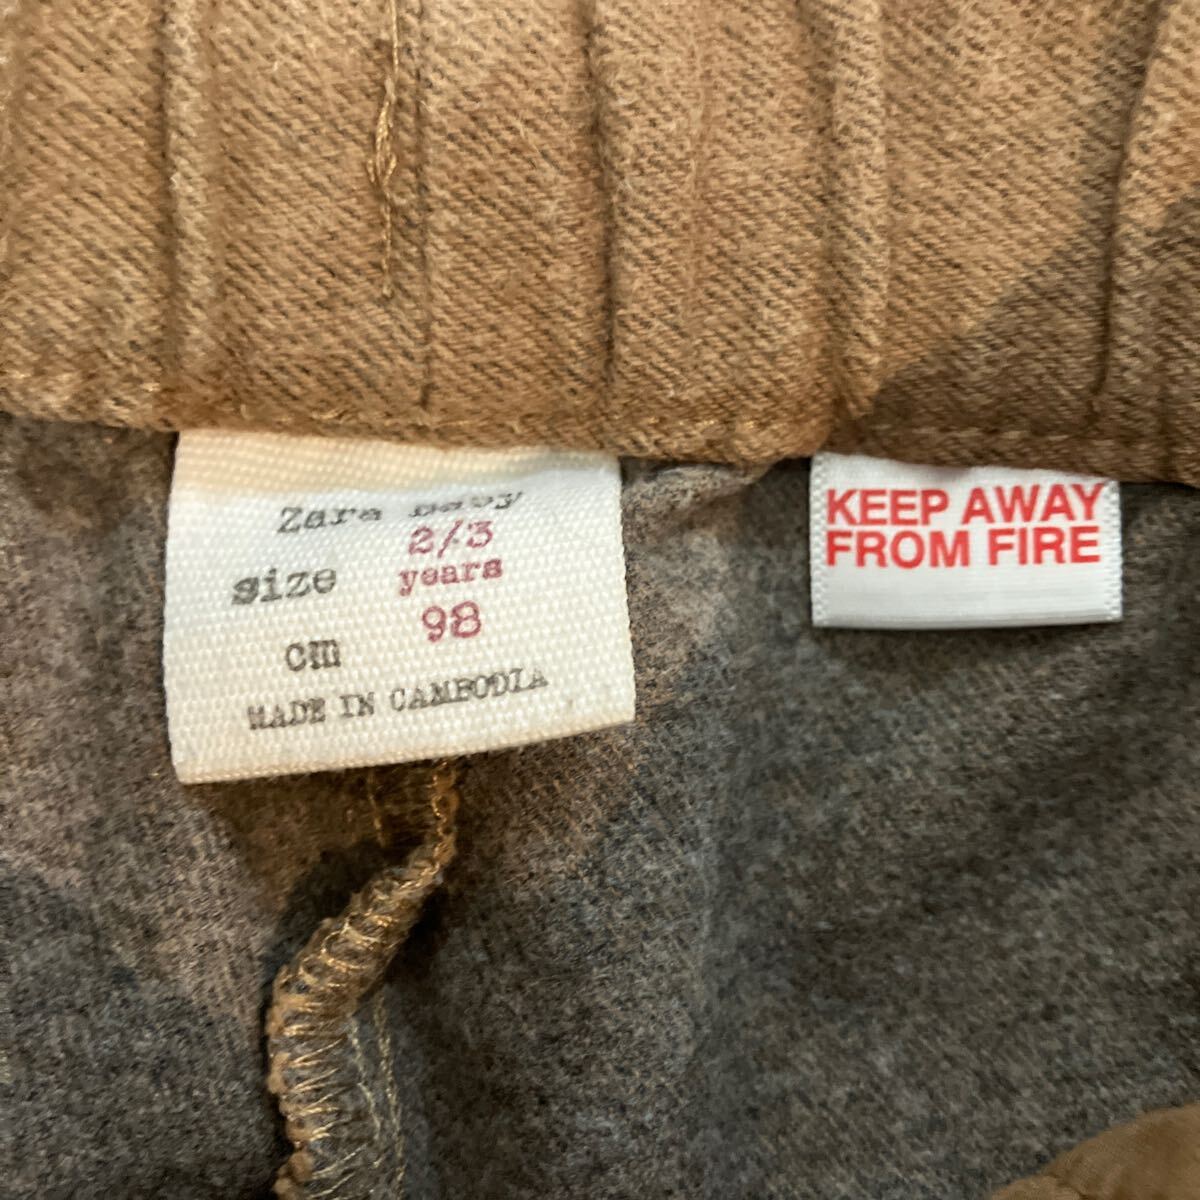 Zara Baby
2/3
size years
98
cm
MADE IN CAMBODIA
KEEP AWAY
FROM FIRE